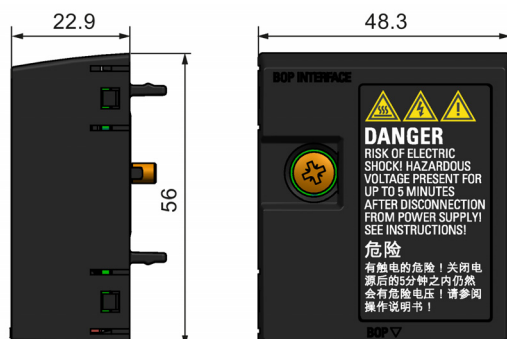 22.9
48.3
56
BOP INTERFACE
DANGER
RISK OF ELECTRIC
SHOCK! HAZARDOUS
VOLTAGE PRESENT FOR
UP TO 5 MINUTES
AFTER DISCONNECTION
FROM POWER SUPPLY!
SEE INSTRUCTIONS!
危险
有触电的危险！关闭电
源后的5分钟之内仍然
会有危险电压！请参阅
操作说明书！
BOP ▽